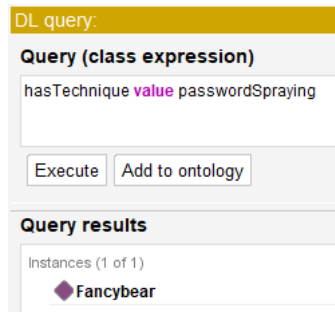 DL query:
Query (class expression)
hasTechnique value passwordSpraying
Execute Add to ontology
Query results
Instances (1 of 1)
Fancybear